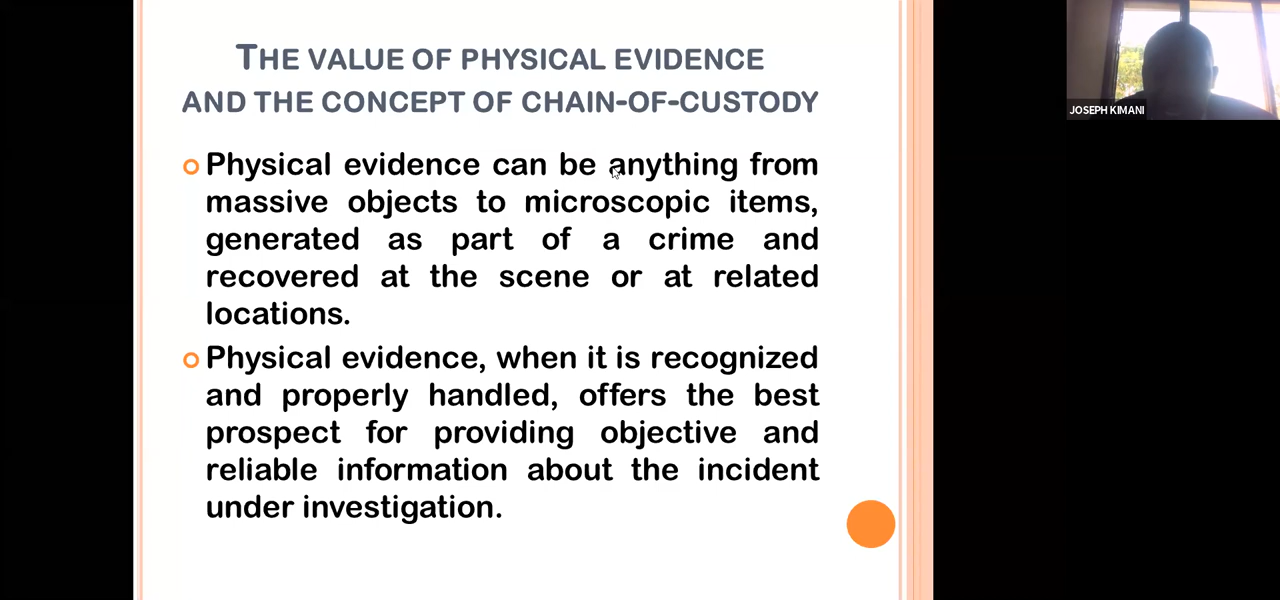 THE VALUE OF PHYSICAL EVIDENCE
AND THE CONCEPT OF CHAIN-OF-CUSTODY
Physical evidence can be anything from
massive objects to microscopic items,
generated as part of a crime and
recovered at the scene or at related
locations.
Physical evidence, when it is recognized
and properly handled, offers the best
prospect for providing objective and
reliable information about the incident
under investigation.
JOSEPH KIMANI